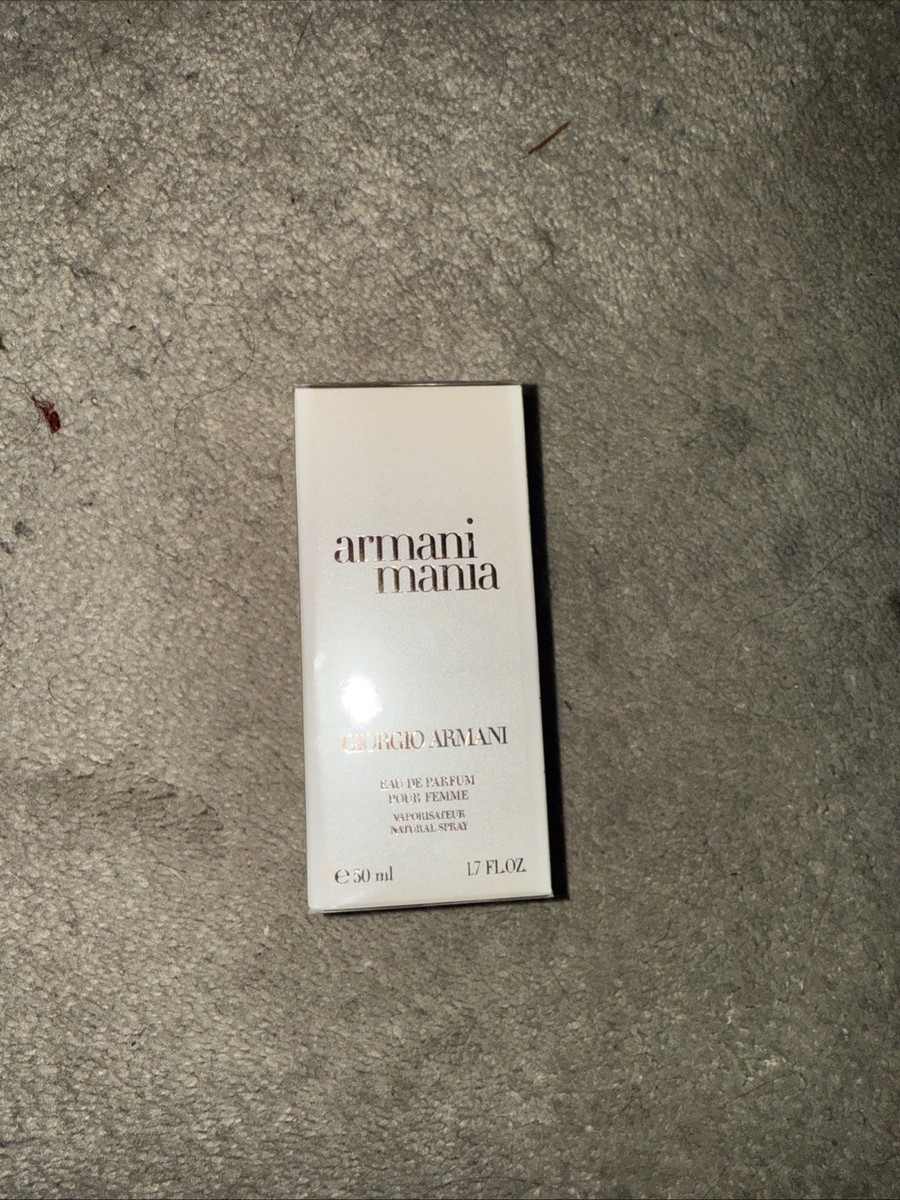 armani
mania
GIORGIO ARMANI
EAU DE PARFUM
POUR FEMME
VAPORISATEUR
NATURAL SPRAY
℮ 50 ml 1.7 FL.OZ.